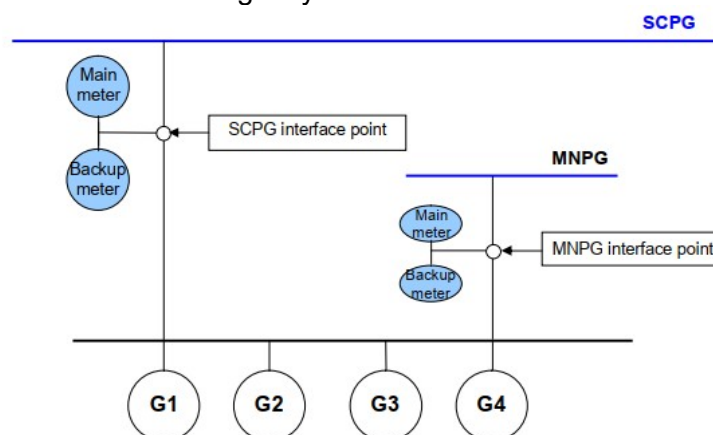 SCPG
Main
meter
SCPG interface point
Backup
meter
MNPG
Main
meter
MNPG interface point
Backup
meter
G1
G2
G3
G4